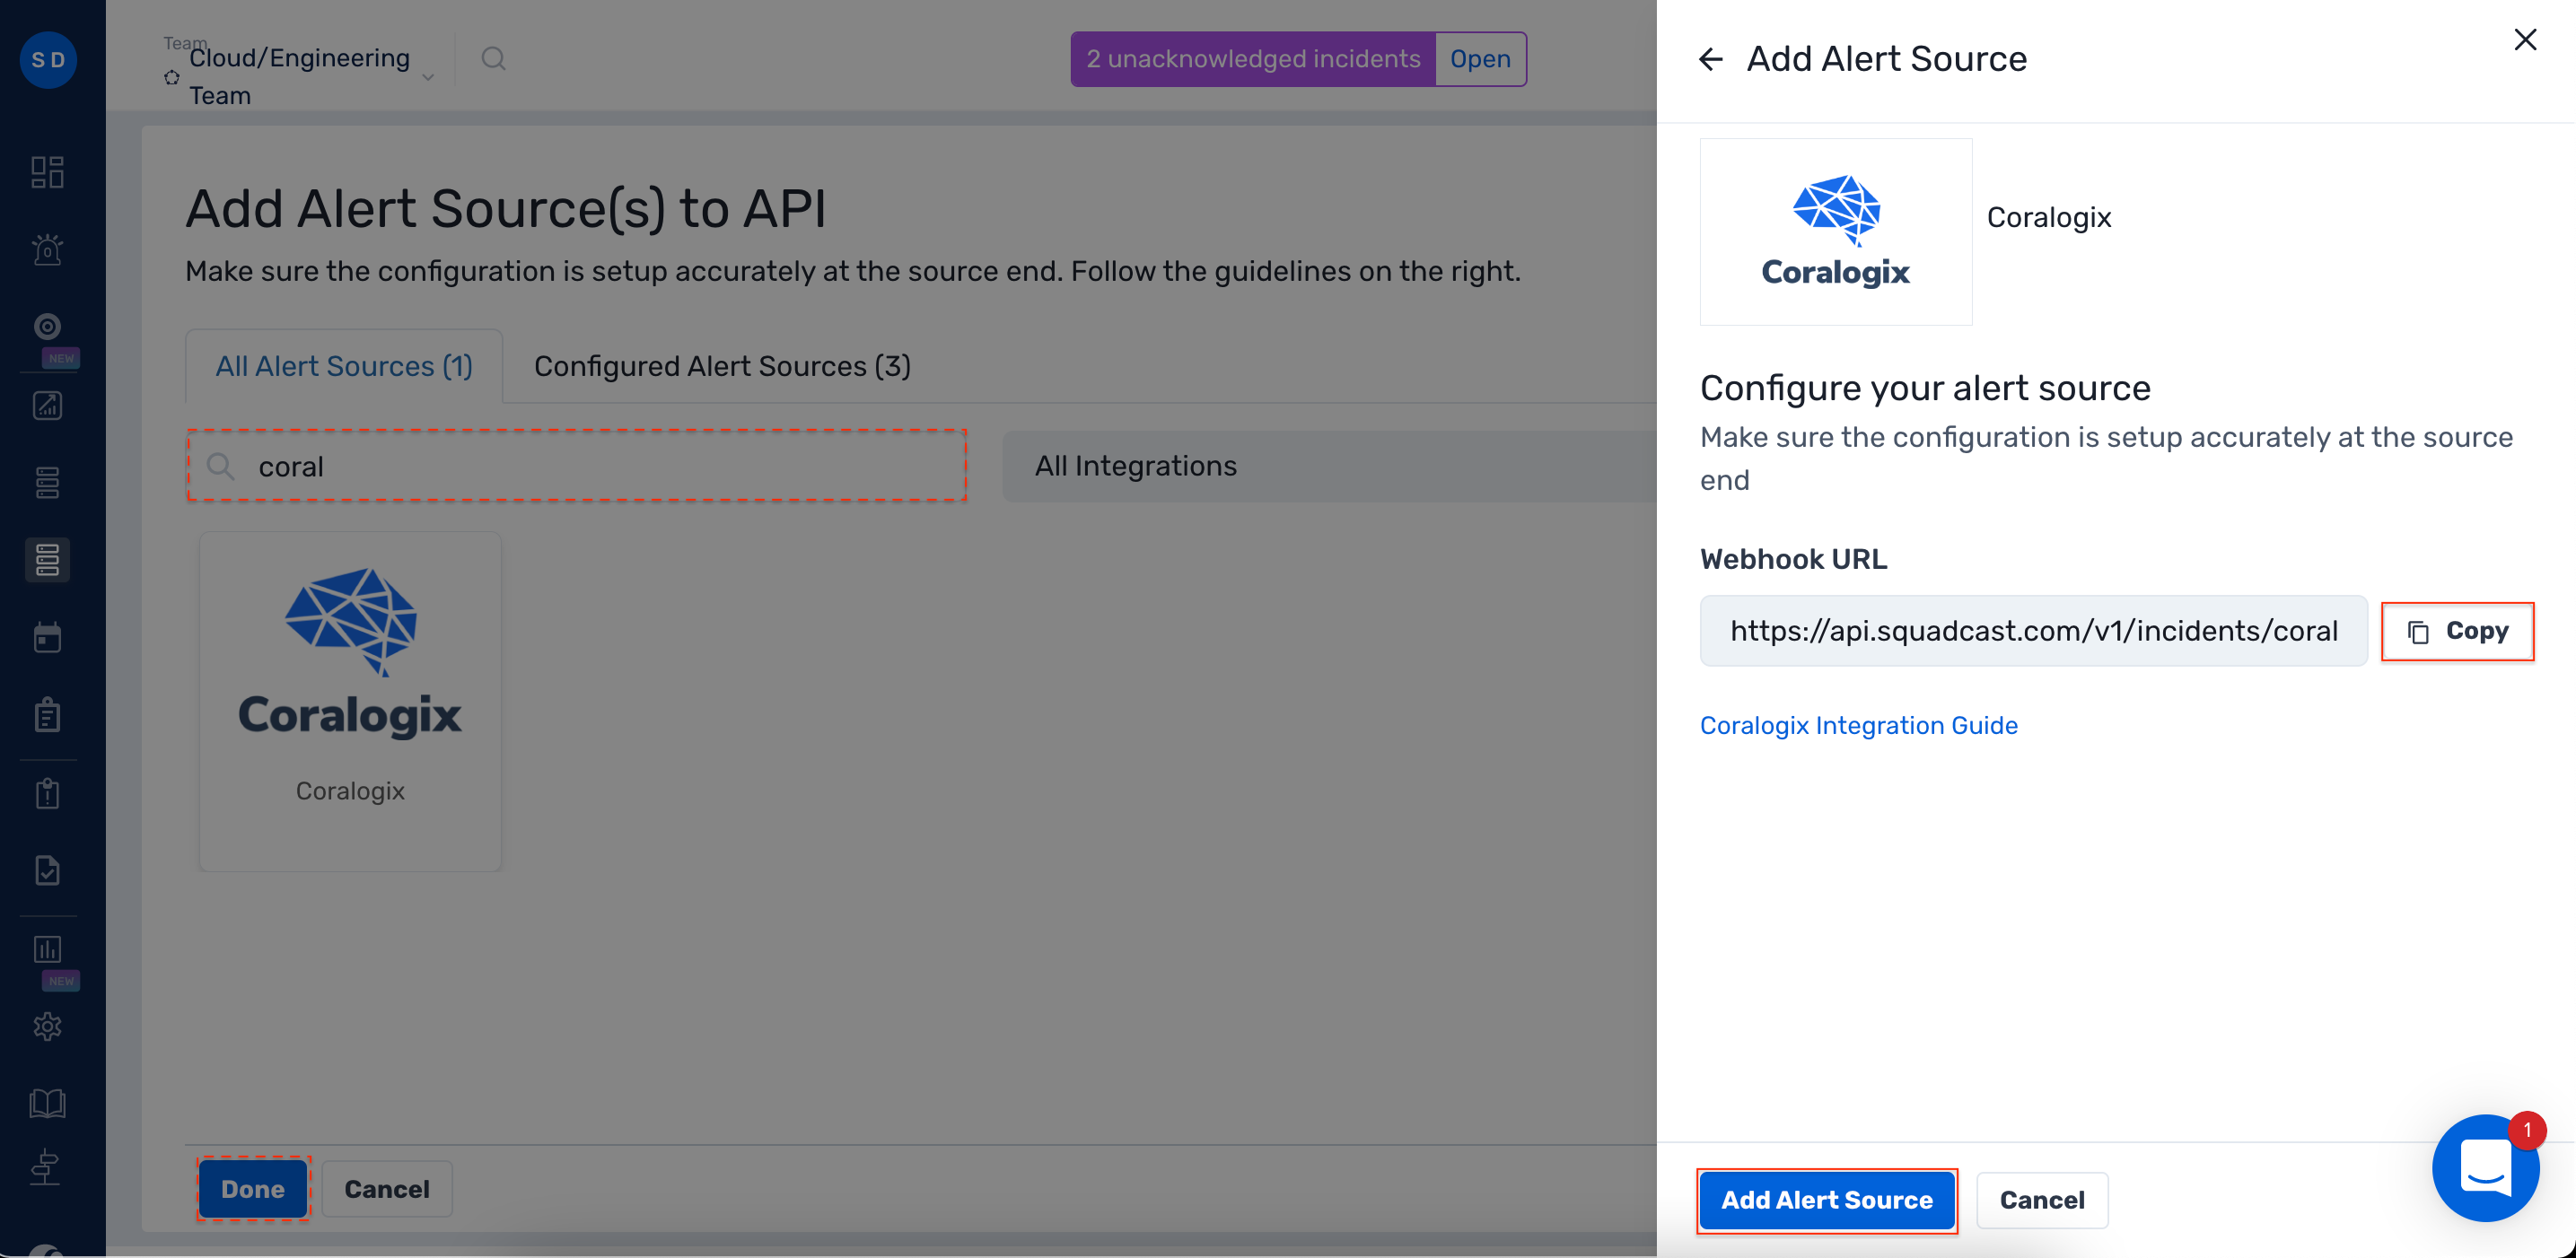 S D
Team
Cloud/Engineering
Team
2 unacknowledged incidents
Open
0
NEW
NEW
Add Alert Source(s) to API
Make sure the configuration is setup accurately at the source end. Follow the guidelines on the right.
All Alert Sources (1)
Configured Alert Sources (3)
coral
All Integrations
Coralogix
Coralogix
Done
Cancel
Add Alert Source
Coralogix
Coralogix
Configure your alert source
Make sure the configuration is setup accurately at the source
end
Webhook URL
https://api.squadcast.com/v1/incidents/coral
Copy
Coralogix Integration Guide
Add Alert Source
Cancel
1